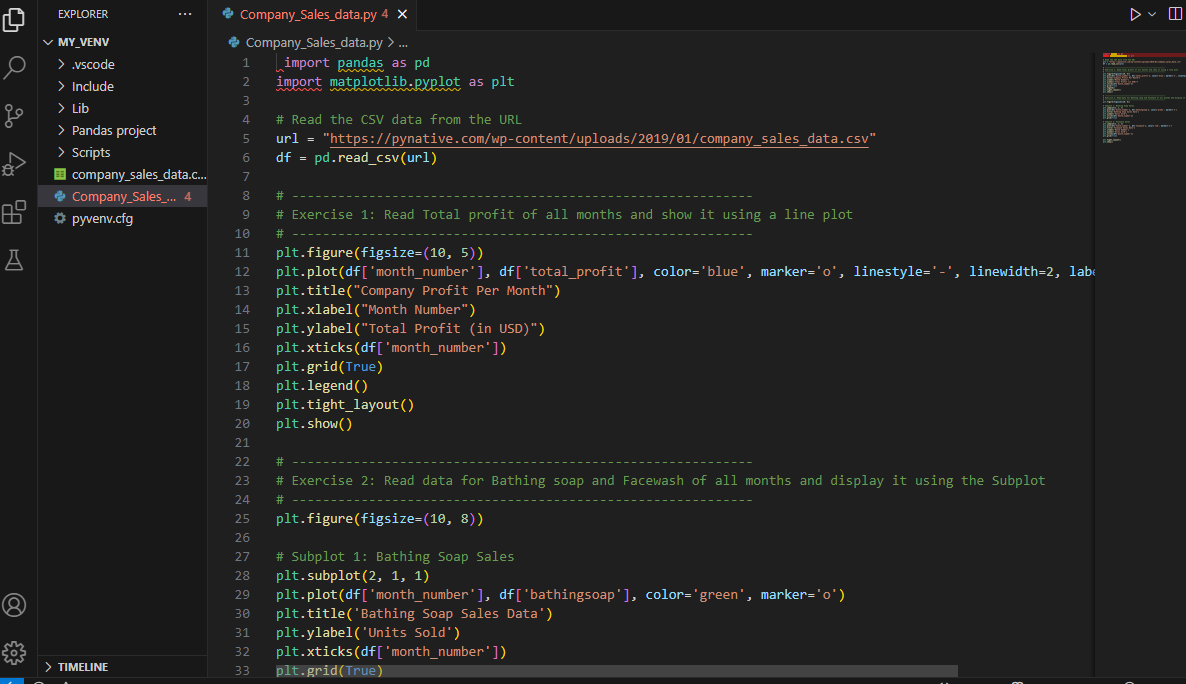 EXPLORER ...
MY_VENV
.vscode
Include
Lib
Pandas project
Scripts
company_sales_data.c...
Company_Sales_... 4
pyvenv.cfg
TIMELINE
Company_Sales_data.py 4
Company_Sales_data.py > ...
1 import pandas as pd
2 import matplotlib.pyplot as plt
3
4 # Read the CSV data from the URL
5 url = "https://pynative.com/wp-content/uploads/2019/01/company_sales_data.csv"
6 df = pd.read_csv(url)
7
8 # ------------------------------------------------------------
9 # Exercise 1: Read Total profit of all months and show it using a line plot
10 # ------------------------------------------------------------
11 plt.figure(figsize=(10, 5))
12 plt.plot(df['month_number'], df['total_profit'], color='blue', marker='o', linestyle='-', linewidth=2, labe
13 plt.title("Company Profit Per Month")
14 plt.xlabel("Month Number")
15 plt.ylabel("Total Profit (in USD)")
16 plt.xticks(df['month_number'])
17 plt.grid(True)
18 plt.legend()
19 plt.tight_layout()
20 plt.show()
21
22 # ------------------------------------------------------------
23 # Exercise 2: Read data for Bathing soap and Facewash of all months and display it using the Subplot
24 # ------------------------------------------------------------
25 plt.figure(figsize=(10, 8))
26
27 # Subplot 1: Bathing Soap Sales
28 plt.subplot(2, 1, 1)
29 plt.plot(df['month_number'], df['bathingsoap'], color='green', marker='o')
30 plt.title('Bathing Soap Sales Data')
31 plt.ylabel('Units Sold')
32 plt.xticks(df['month_number'])
33 plt.grid(True)